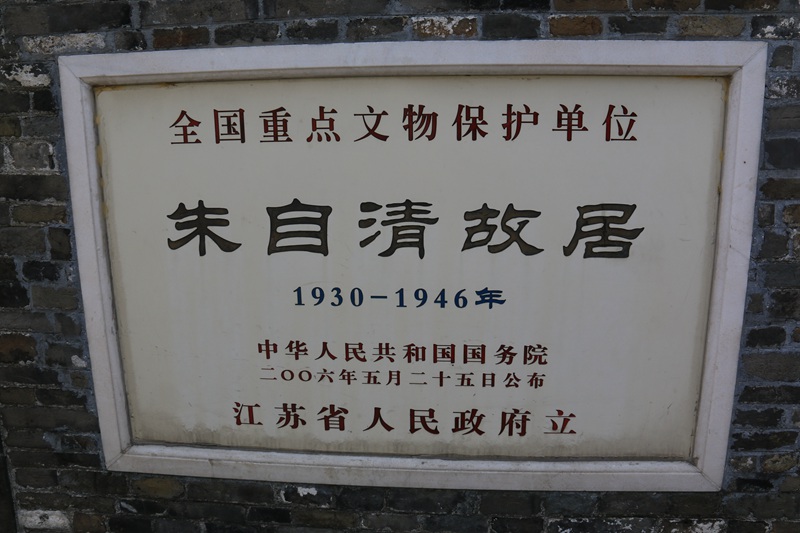 全国重点文物保护单位
朱自清故居
1930-1946年
中华人民共和国国务院
二〇〇六年五月二十五日公布
江苏省人民政府立